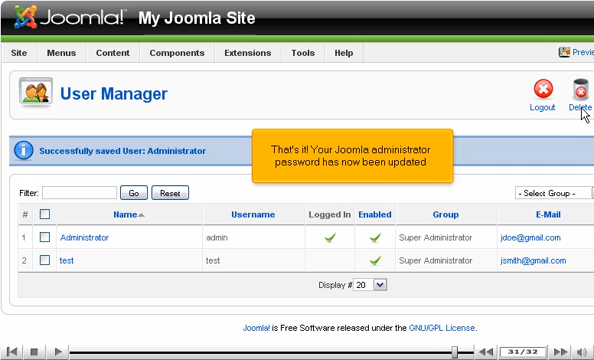 Joomla!
My Joomla Site
Site Menus Content Components Extensions Tools Help
User Manager
Logout Delete
Successfully saved User: Administrator
That's it! Your Joomla administrator
password has now been updated
Filter: Go Reset - Select Group -
# Name Username Logged In Enabled Group E-Mail
1 Administrator admin Super Administrator jdoe@gmail.com
2 test test Super Administrator jsmith@gmail.com
Display # 20
Joomla! is Free Software released under the GNU/GPL License.
31/32